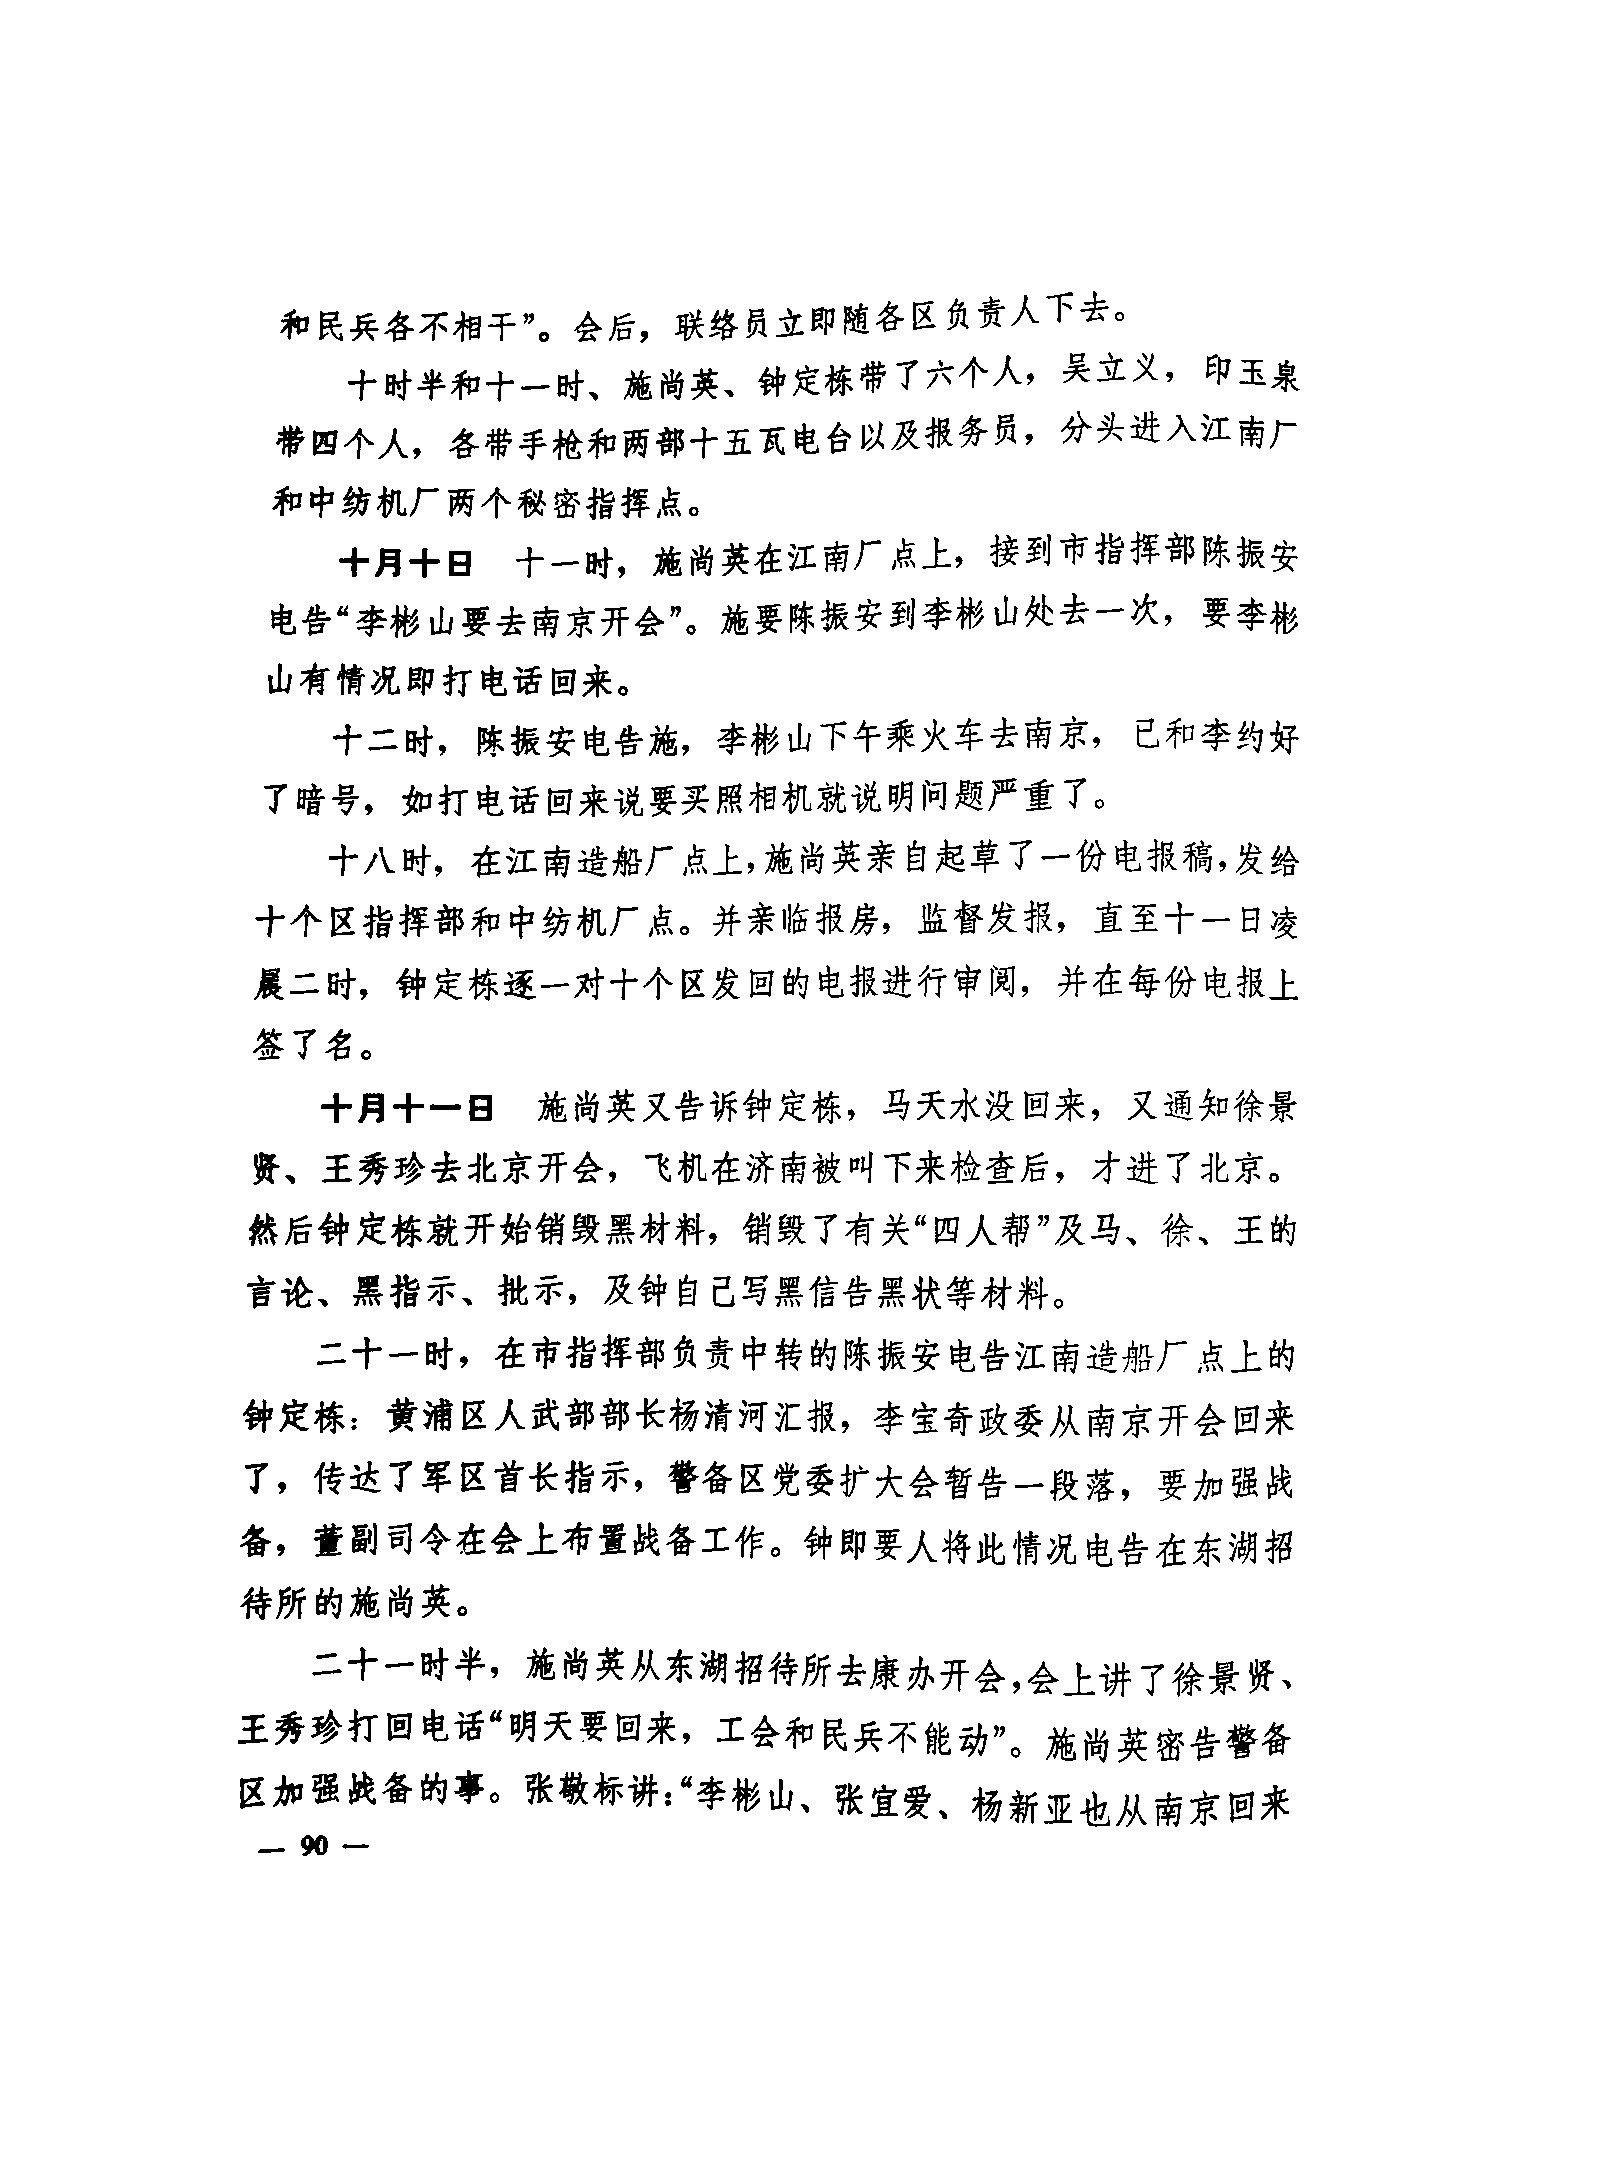 和民兵各不相干”。会后，联络员立即随各区负责人下去。
十时半和十一时、施尚英、钟定栋带了六个人，吴立义，印玉泉
带四个人，各带手枪和两部十五瓦电台以及报务员，分头进入江南厂
和中纺机厂两个秘密指挥点。
十月十日　十一时，施尚英在江南厂点上，接到市指挥部陈振安
电告“李彬山要去南京开会”。施要陈振安到李彬山处去一次，要李彬
山有情况即打电话回来。
十二时，陈振安电告施，李彬山下午乘火车去南京，已和李约好
了暗号，如打电话回来说要买照相机就说明问题严重了。
十八时，在江南造船厂点上，施尚英亲自起草了一份电报稿，发给
十个区指挥部和中纺机厂点。并亲临报房，监督发报，直至十一日凌
晨二时，钟定栋逐一对十个区发回的电报进行审阅，并在每份电报上
签了名。
十月十一日　施尚英又告诉钟定栋，马天水没回来，又通知徐景
贤、王秀珍去北京开会，飞机在济南被叫下来检查后，才进了北京。
然后钟定栋就开始销毁黑材料，销毁了有关“四人帮”及马、徐、王的
言论、黑指示、批示，及钟自己写黑信告黑状等材料。
二十一时，在市指挥部负责中转的陈振安电告江南造船厂点上的
钟定栋：黄浦区人武部部长杨清河汇报，李宝奇政委从南京开会回来
了，传达了军区首长指示，警备区党委扩大会暂告一段落，要加强战
备，董副司令在会上布置战备工作。钟即要人将此情况电告在东湖招
待所的施尚英。
二十一时半，施尚英从东湖招待所去康办开会，会上讲了徐景贤、
王秀珍打回电话“明天要回来，工会和民兵不能动”。施尚英密告警备
区加强战备的事。张敬标讲：“李彬山、张宜爱、杨新亚也从南京回来
— 90 —